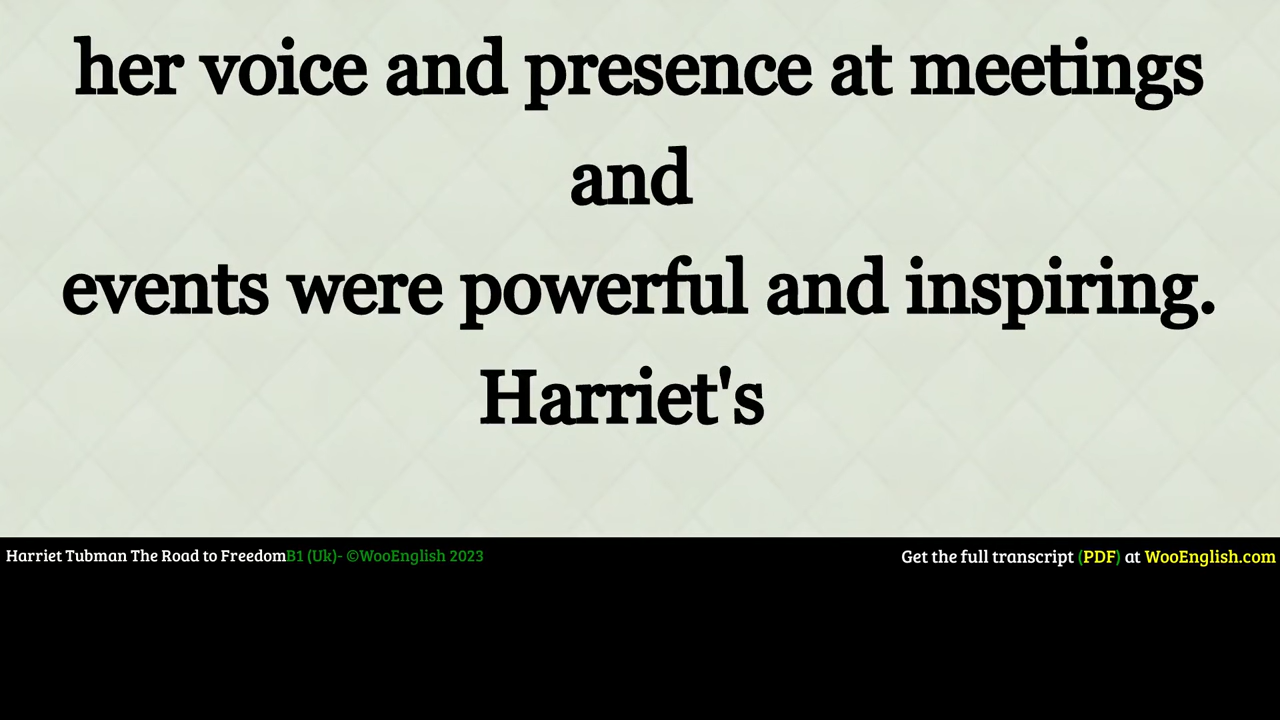 her voice and presence at meetings
and
events were powerful and inspiring.
Harriet's
Harriet Tubman The Road to FreedomB1 (Uk)- ©WooEnglish 2023
Get the full transcript (PDF) at WooEnglish.com